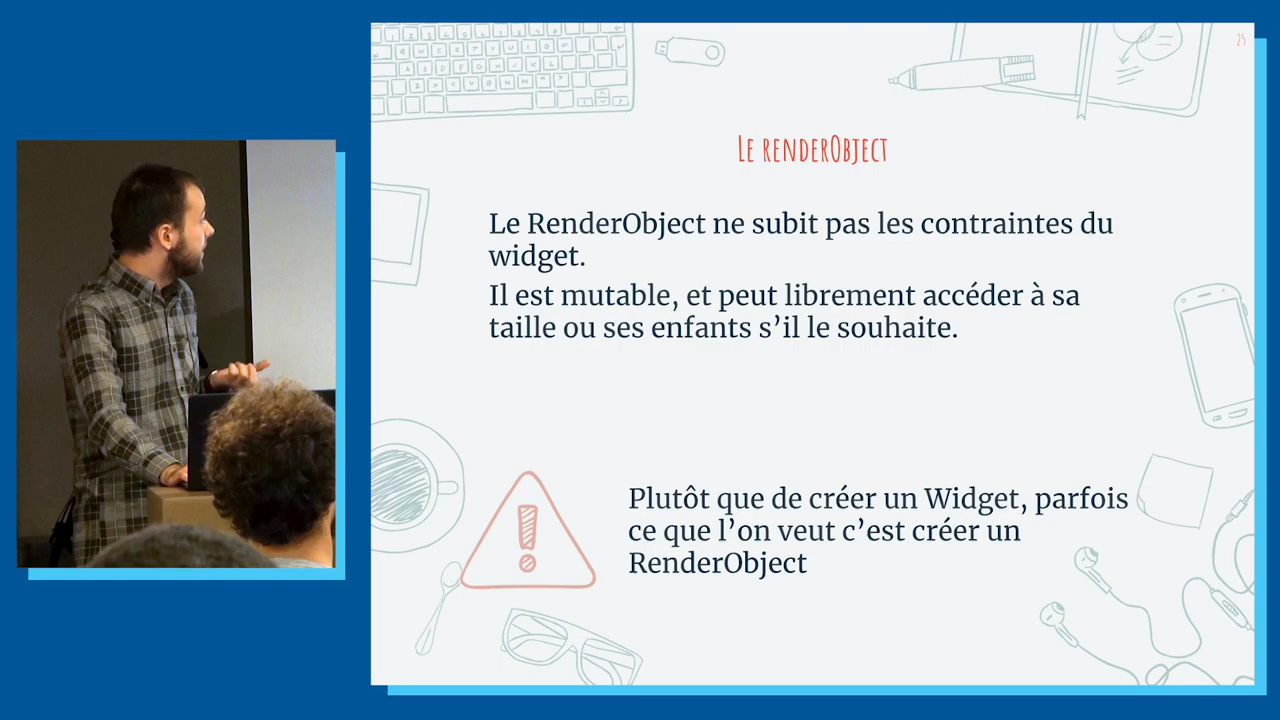 25
Le renderObject
Le RenderObject ne subit pas les contraintes du
widget.
Il est mutable, et peut librement accéder à sa
taille ou ses enfants s’il le souhaite.
Plutôt que de créer un Widget, parfois
ce que l’on veut c’est créer un
RenderObject